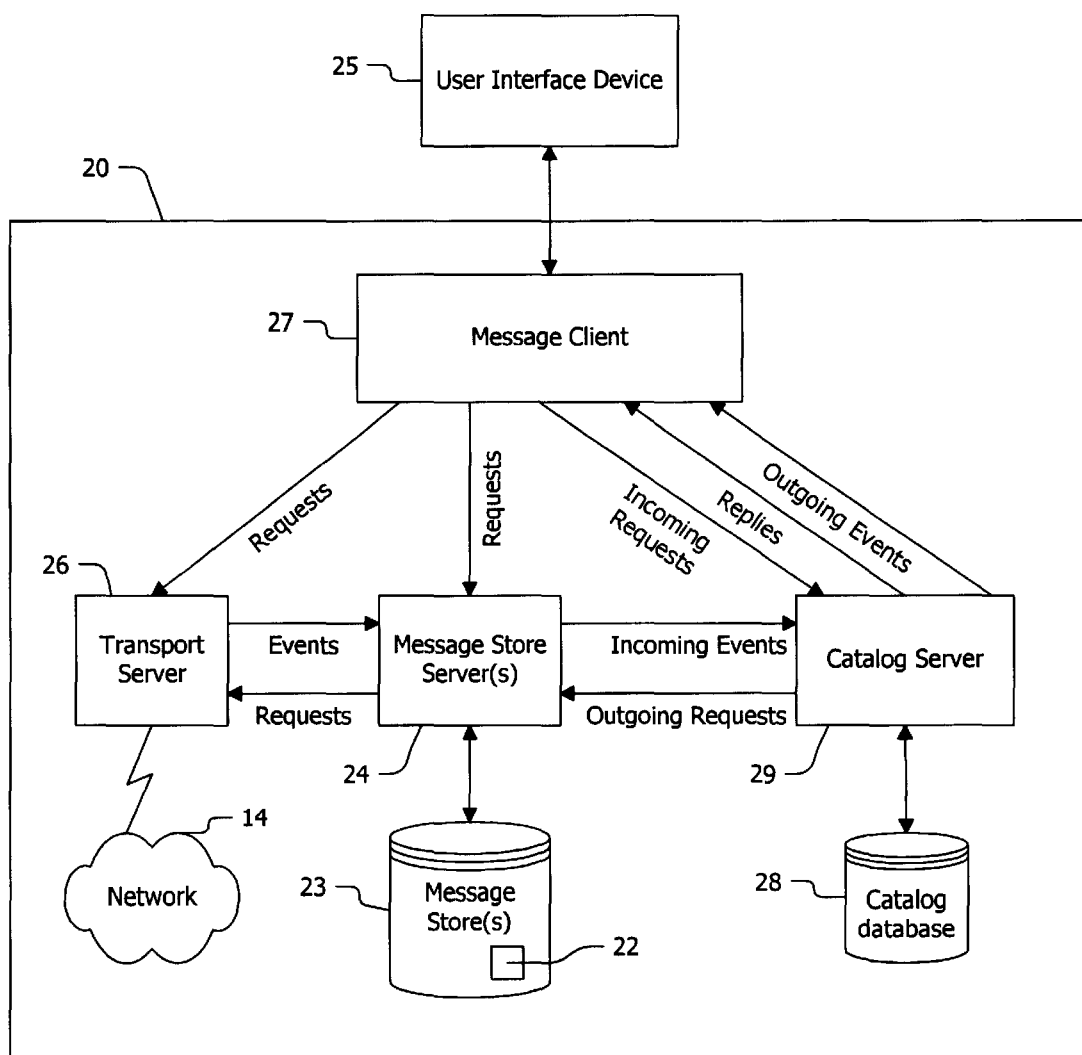 25
User Interface Device
20
27
Message Client
Requests
Requests
Incoming
Requests
Replies
Outgoing Events
26
Transport
Server
Events
Requests
Message Store
Server(s)
Incoming Events
Outgoing Requests
Catalog Server
24
29
14
Network
23
Message
Store(s)
22
28
Catalog
database